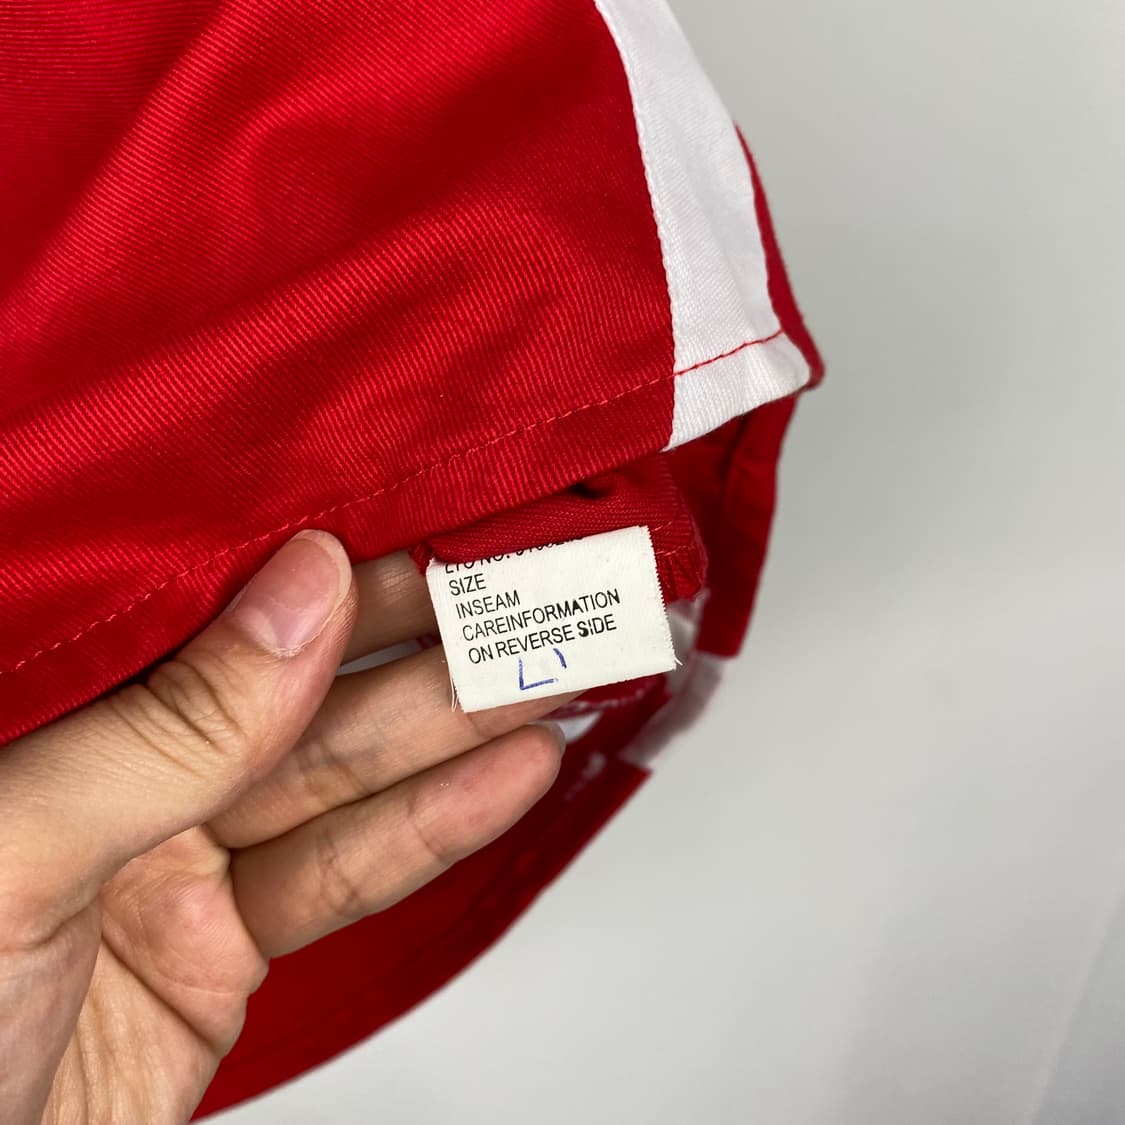 SIZE
INSEAM
CAREINFORMATION
ON REVERSE SIDE